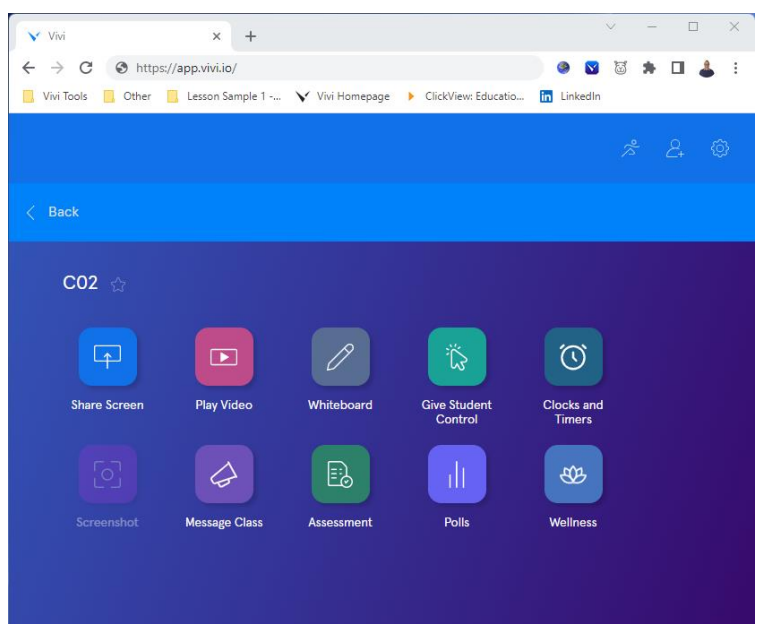 Vivi
https://app.vivi.io/
Vivi Tools Other Lesson Sample 1 -... Vivi Homepage ClickView: Educatio... in LinkedIn
Back
C02
Share Screen Play Video Whiteboard Give Student Control Clocks and Timers
Screenshot Message Class Assessment Polls Wellness